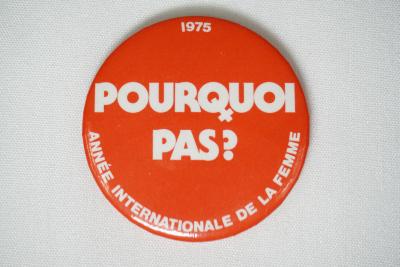 1975
POURQUOI
PAS?
ANNÉE INTERNATIONALE DE LA FEMME